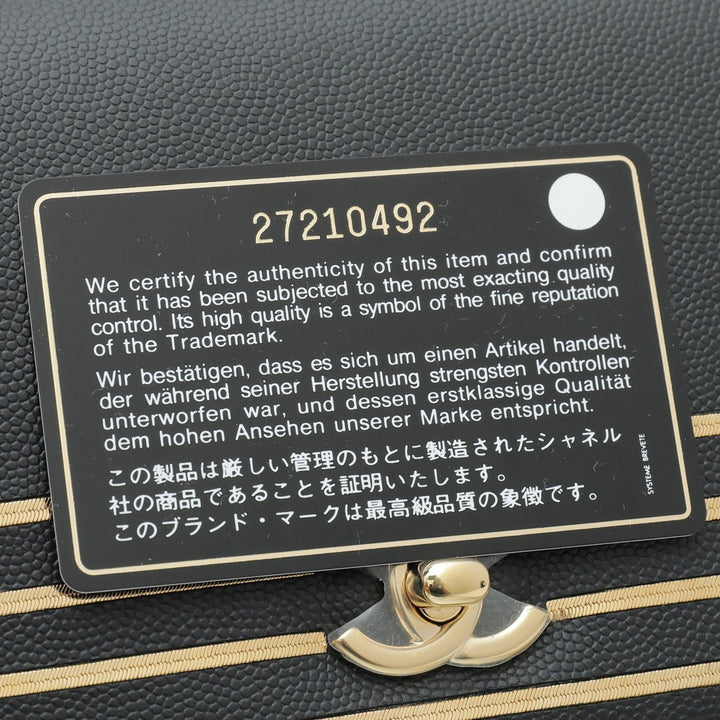 27210492
We certify the authenticity of this item and confirm
that it has been subjected to the most exacting quality
control. Its high quality is a symbol of the fine reputation
of the Trademark.
Wir bestätigen, dass es sich um einen Artikel handelt,
der während seiner Herstellung strengsten Kontrollen
unterworfen war, und dessen erstklassige Qualität
dem hohen Ansehen unserer Marke entspricht.
この製品は厳しい管理のもとに製造されたシャネル
社の商品であることを証明いたします。
このブランド・マークは最高級品質の象徴です。
SYSTEME BREVETE